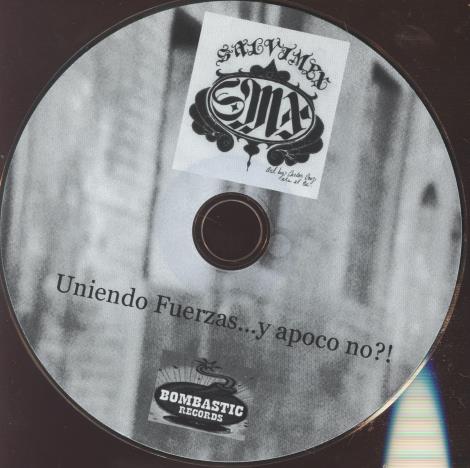 SALVIMEX
SMX
Uniendo Fuerzas...y apoco no?!
BOMBASTIC
RECORDS